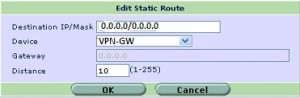 Edit Static Route
Destination IP/Mask 0.0.0.0/0.0.0.0
Device VPN-GW
Gateway 0.0.0.0
Distance 10 (1-255)
OK Cancel